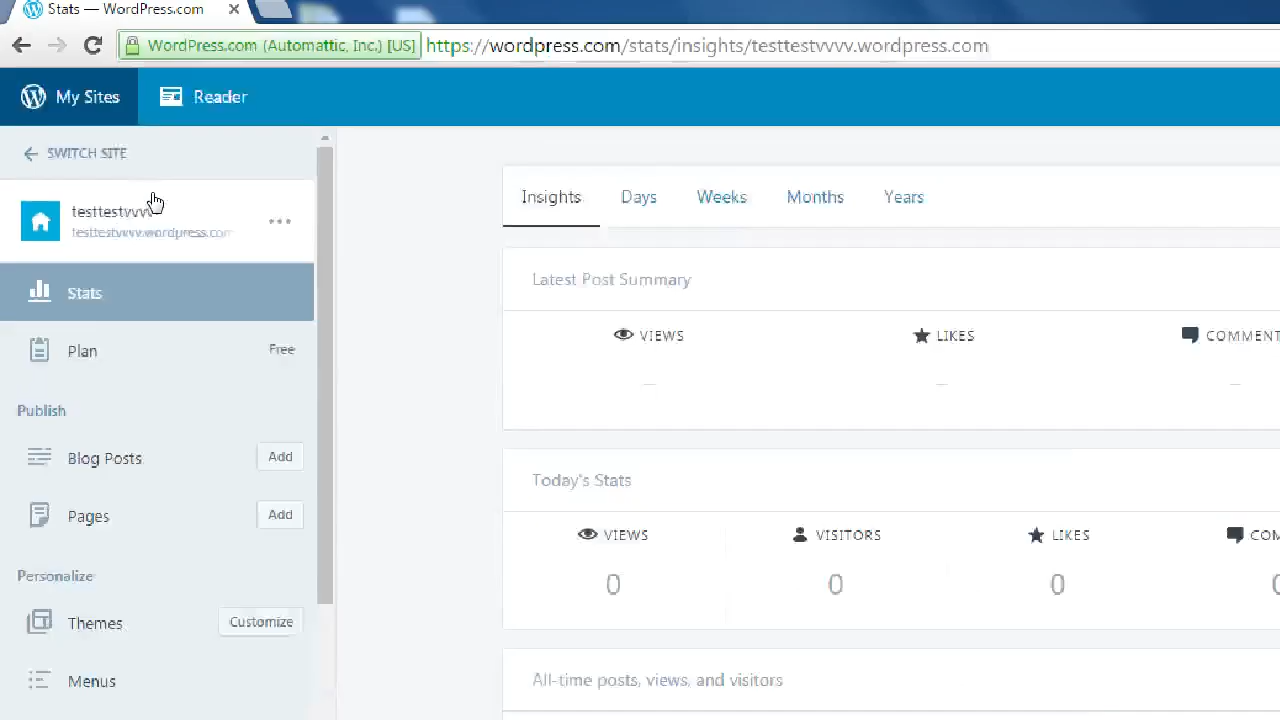 Stats — WordPress.com
WordPress.com (Automattic, Inc.) [US] https://wordpress.com/stats/insights/testtestvvvv.wordpress.com
My Sites Reader
SWITCH SITE
testtestvvvv
testtestvvvv.wordpress.com
Insights Days Weeks Months Years
Stats
Latest Post Summary
Plan Free
VIEWS LIKES COMMENT
Publish
Blog Posts Add
Today's Stats
Pages Add
VIEWS VISITORS LIKES COM
Personalize
0 0 0 0
Themes Customize
Menus
All-time posts, views, and visitors